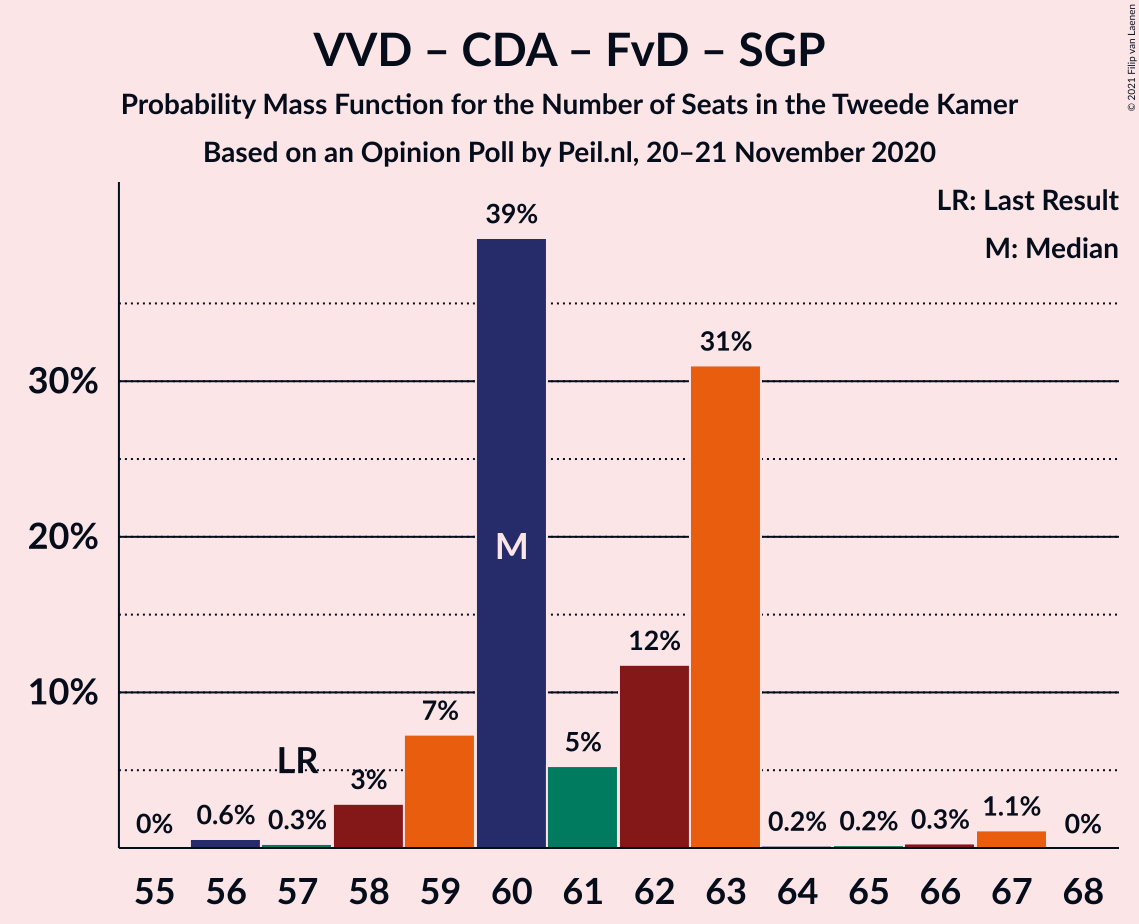 VVD – CDA – FvD – SGP
Probability Mass Function for the Number of Seats in the Tweede Kamer
Based on an Opinion Poll by Peil.nl, 20–21 November 2020
© 2021 Filip van Laenen
LR: Last Result
M: Median
39%
31%
30%
20%
M
12%
10%
7%
5%
LR
3%
0%
0.6%
0.3%
0.2%
0.2%
0.3%
1.1%
0%
55 56 57 58 59 60 61 62 63 64 65 66 67 68